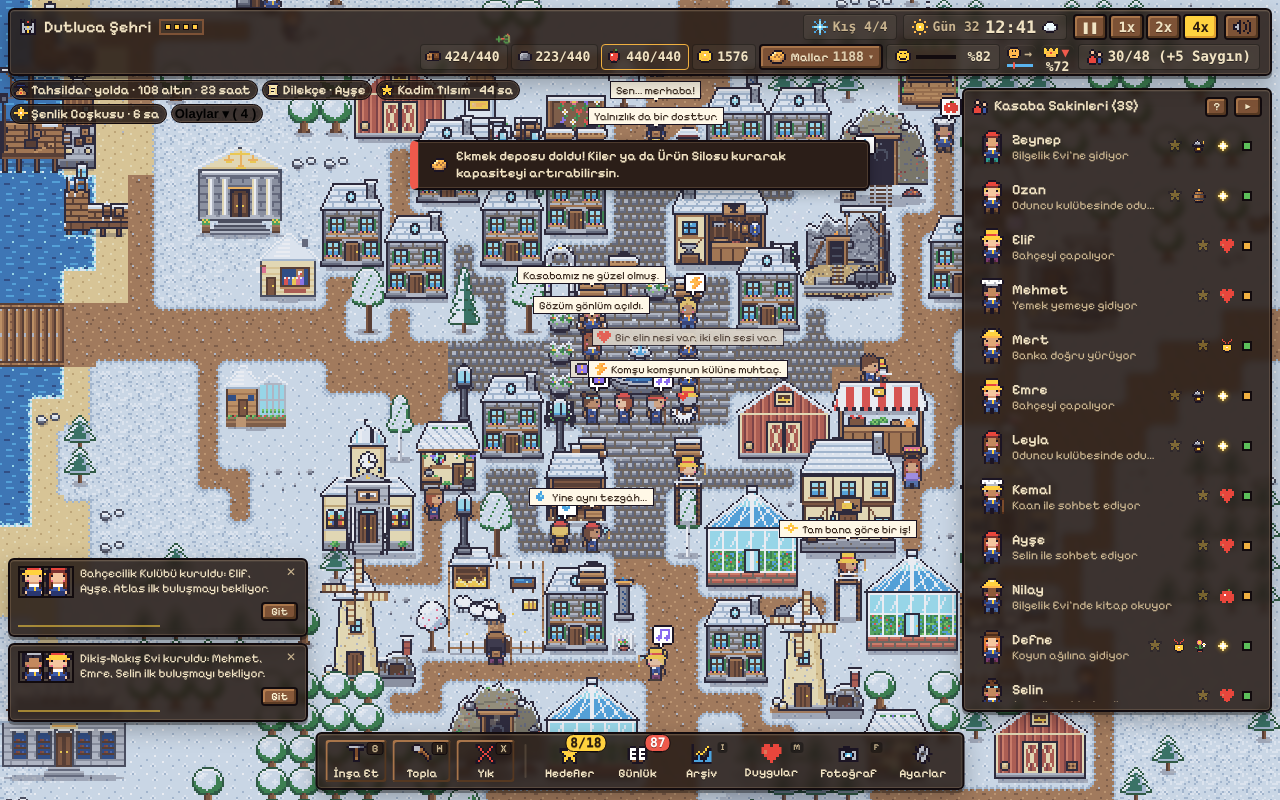 Dutluca Şehri
Kış 4/4
Gün 32 12:41
1x
2x
4x
+3
424/440
223/440
440/440
1576
Mallar 1188
%82
%72
30/48 (+5 Saygın)
Tahsildar yolda · 108 altın · 23 saat
Dilekçe · Ayşe
Kadim Tılsım · 44 sa
Şenlik Coşkusu · 6 sa
Olaylar ▾ ( 4 )
Sen... merhaba!
Yalnızlık da bir dosttur.
Ekmek deposu doldu! Kiler ya da Ürün Silosu kurarak
kapasiteyi artırabilirsin.
Kasabamız ne güzel olmuş.
Gözüm gönlüm açıldı.
Bir elin nesi var, iki elin sesi var.
Komşu komşunun külüne muhtaç.
Yine aynı tezgah...
Tam bana göre bir iş!
Kasaba Sakinleri (38)
?
Zeynep
Bilgelik Evi'ne gidiyor
Ozan
Oduncu kulübesinde odu...
Elif
Bahçeyi çapalıyor
Mehmet
Yemek yemeye gidiyor
Mert
Banka doğru yürüyor
Emre
Bahçeyi çapalıyor
Leyla
Oduncu kulübesinde odu...
Kemal
Kaan ile sohbet ediyor
Ayşe
Selin ile sohbet ediyor
Nilay
Bilgelik Evi'nde kitap okuyor
Defne
Koyun ağılına gidiyor
Selin
Bahçecilik Kulübü kuruldu: Elif,
Ayşe, Atlas ilk buluşmayı bekliyor.
Git
Dikiş-Nakış Evi kuruldu: Mehmet,
Emre, Selin ilk buluşmayı bekliyor.
Git
İnşa Et
B
Topla
H
Yık
X
Hedefler
8/18
Günlük
87
Arşiv
I
Duygular
M
Fotoğraf
F
Ayarlar